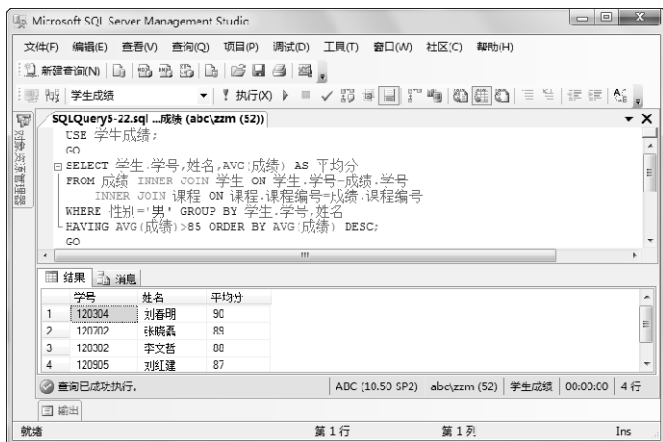 Microsoft SQL Server Management Studio
文件(F) 编辑(E) 查看(V) 查询(Q) 项目(P) 调试(D) 工具(T) 窗口(W) 社区(C) 帮助(H)
新建查询(N)
学生成绩 执行(X)
SQLQuery5-22.sql ...成绩 (abc\zzm (52))
对象资源管理器
USE 学生成绩;
GO
SELECT 学生.学号,姓名,AVG(成绩) AS 平均分
FROM 成绩 INNER JOIN 学生 ON 学生.学号=成绩.学号
INNER JOIN 课程 ON 课程.课程编号=成绩.课程编号
WHERE 性别='男' GROUP BY 学生.学号,姓名
HAVING AVG(成绩)>85 ORDER BY AVG(成绩) DESC;
GO
结果 消息
学号 姓名 平均分
1 120304 刘春明 90
2 120702 张晓磊 89
3 120302 李文哲 88
4 120905 刘红建 87
查询已成功执行。 ABC (10.50 SP2) abc\zzm (52) 学生成绩 00:00:00 4 行
输出
就绪 第 1 行 第 1 列 Ins